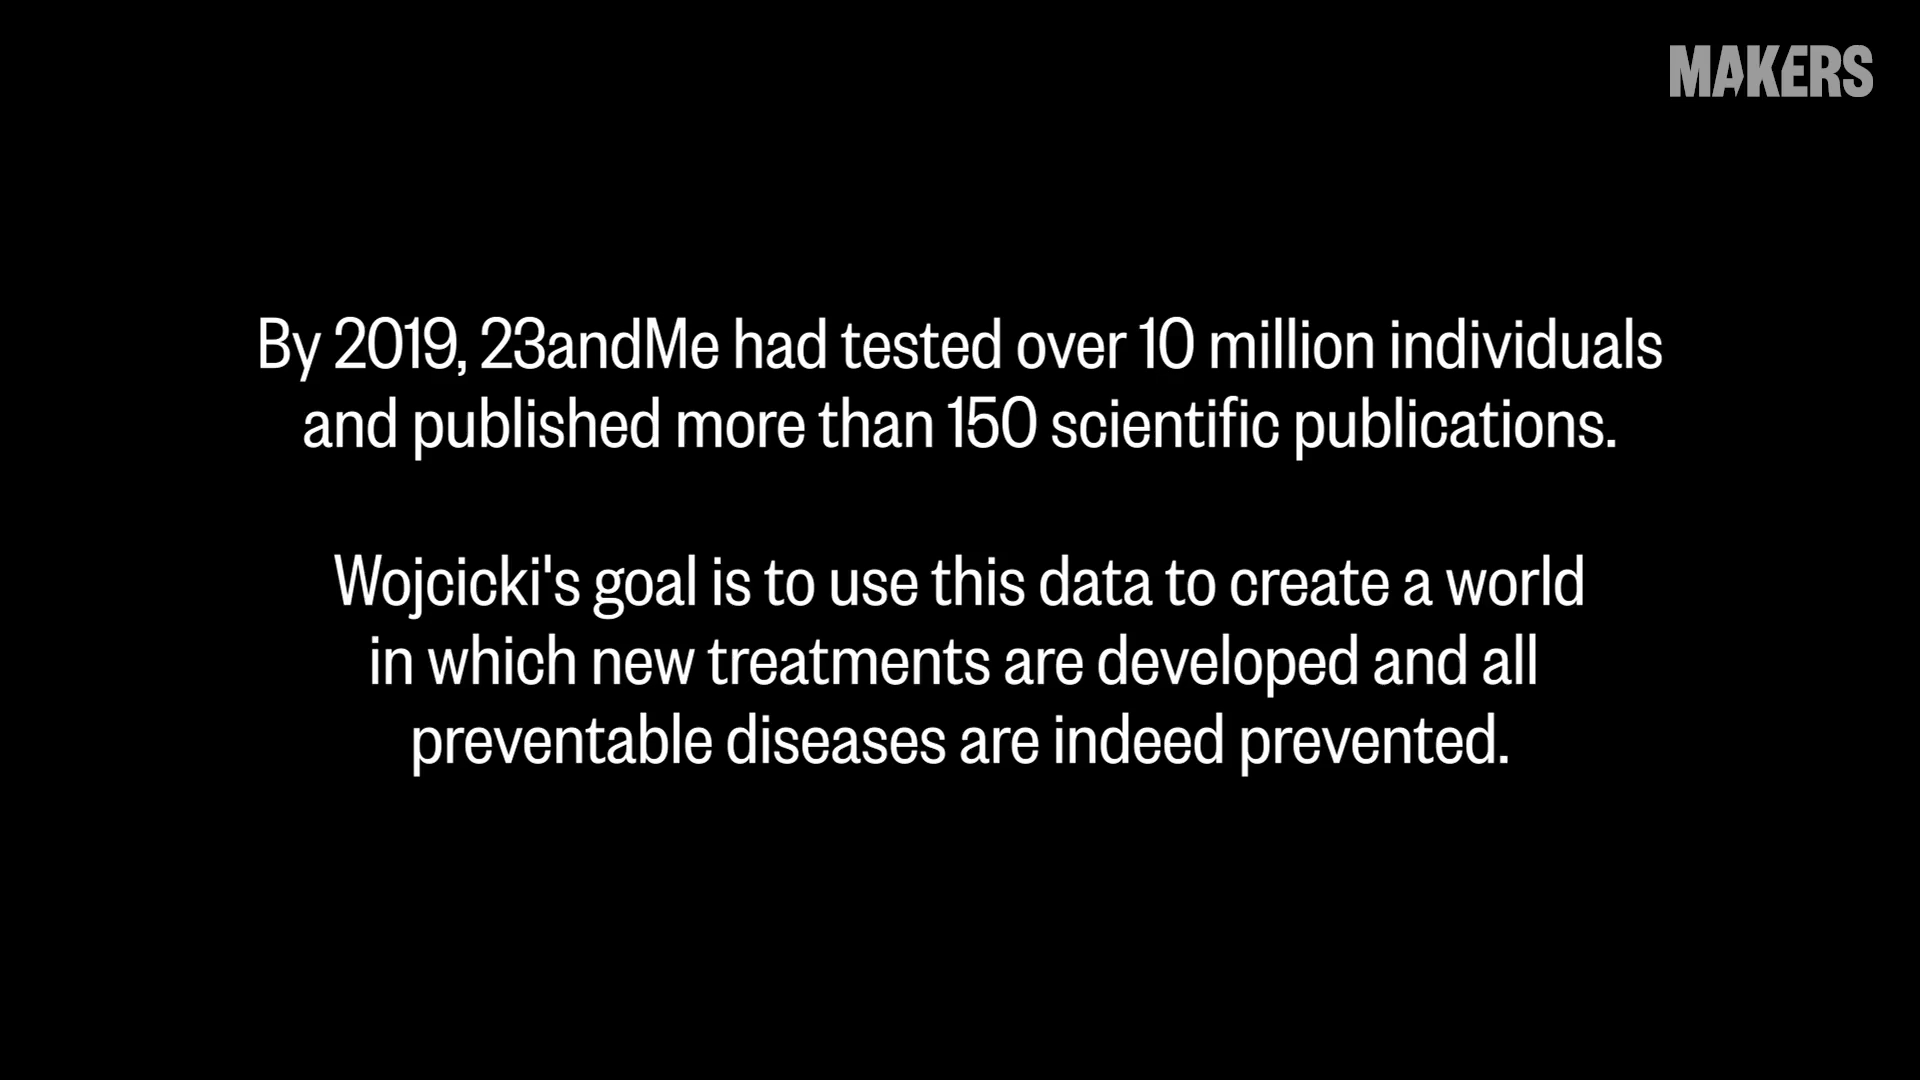 MAKERS
By 2019, 23andMe had tested over 10 million individuals
and published more than 150 scientific publications.
Wojcicki's goal is to use this data to create a world
in which new treatments are developed and all
preventable diseases are indeed prevented.